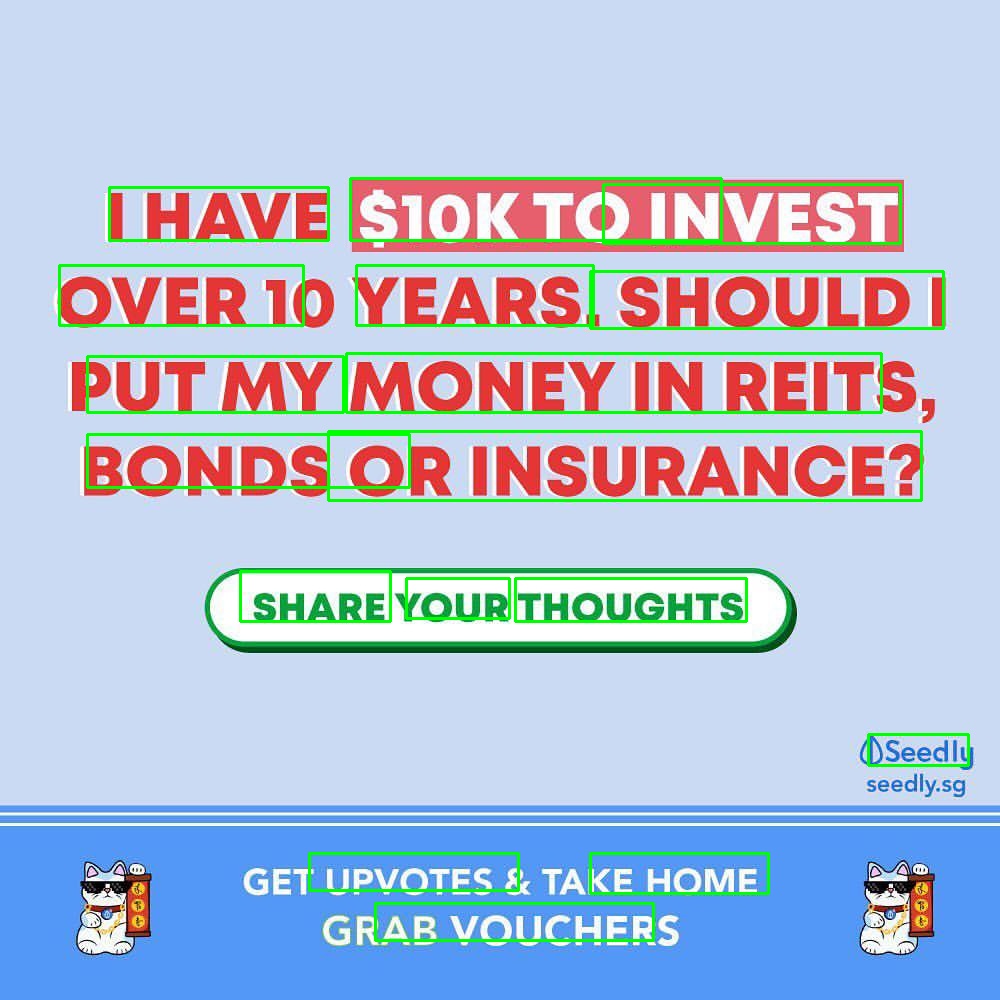 I HAVE $10K TO INVEST
OVER 10 YEARS. SHOULD I
PUT MY MONEY IN REITS,
BONDS OR INSURANCE?
SHARE YOUR THOUGHTS
Seedly
seedly.sg
GET UPVOTES & TAKE HOME
GRAB VOUCHERS